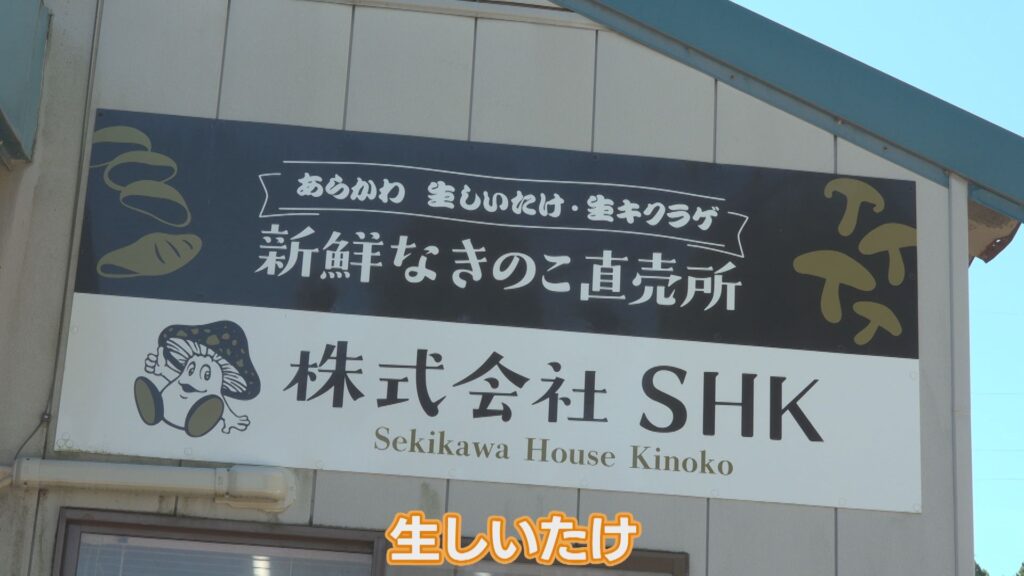 あらかわ 生しいたけ・生キクラゲ
新鮮なきのこ直売所
株式会社 SHK
Sekikawa House Kinoko
生しいたけ